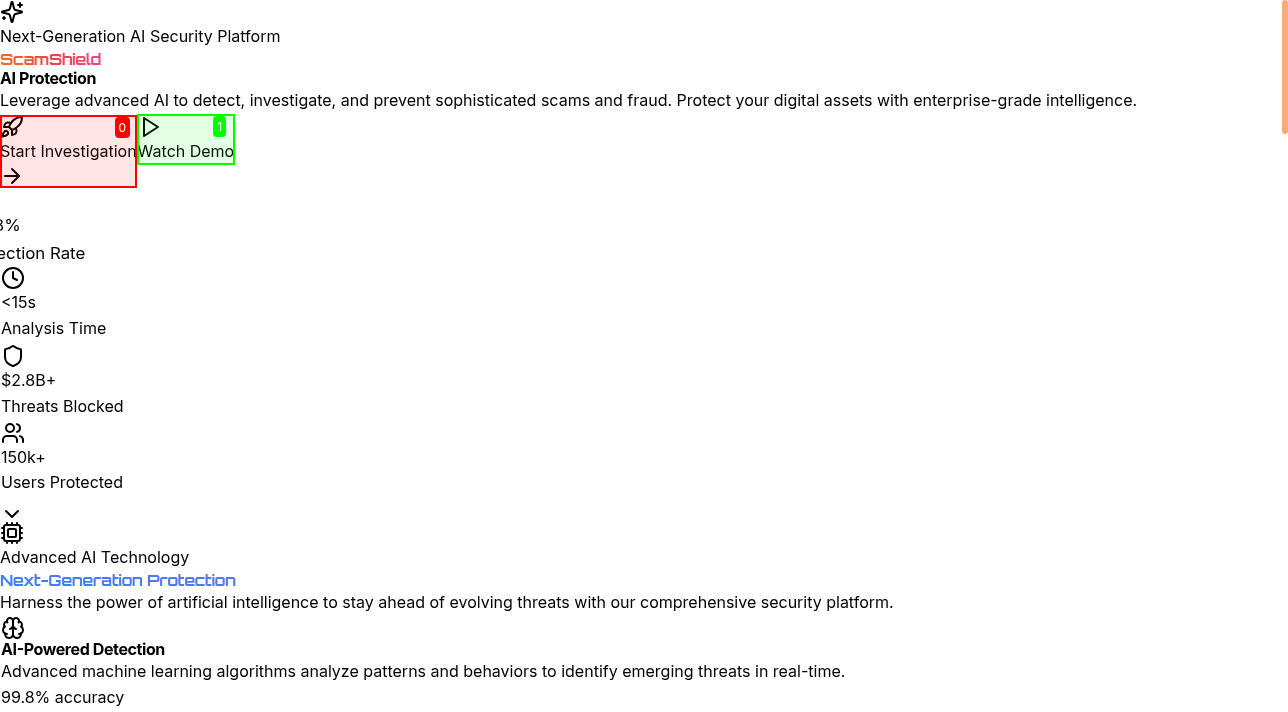 Next-Generation AI Security Platform
ScamShield
AI Protection
Leverage advanced AI to detect, investigate, and prevent sophisticated scams and fraud. Protect your digital assets with enterprise-grade intelligence.
0
1
Start Investigation
Watch Demo
%
ection Rate
<15s
Analysis Time
$2.8B+
Threats Blocked
150k+
Users Protected
Advanced AI Technology
Next-Generation Protection
Harness the power of artificial intelligence to stay ahead of evolving threats with our comprehensive security platform.
AI-Powered Detection
Advanced machine learning algorithms analyze patterns and behaviors to identify emerging threats in real-time.
99.8% accuracy